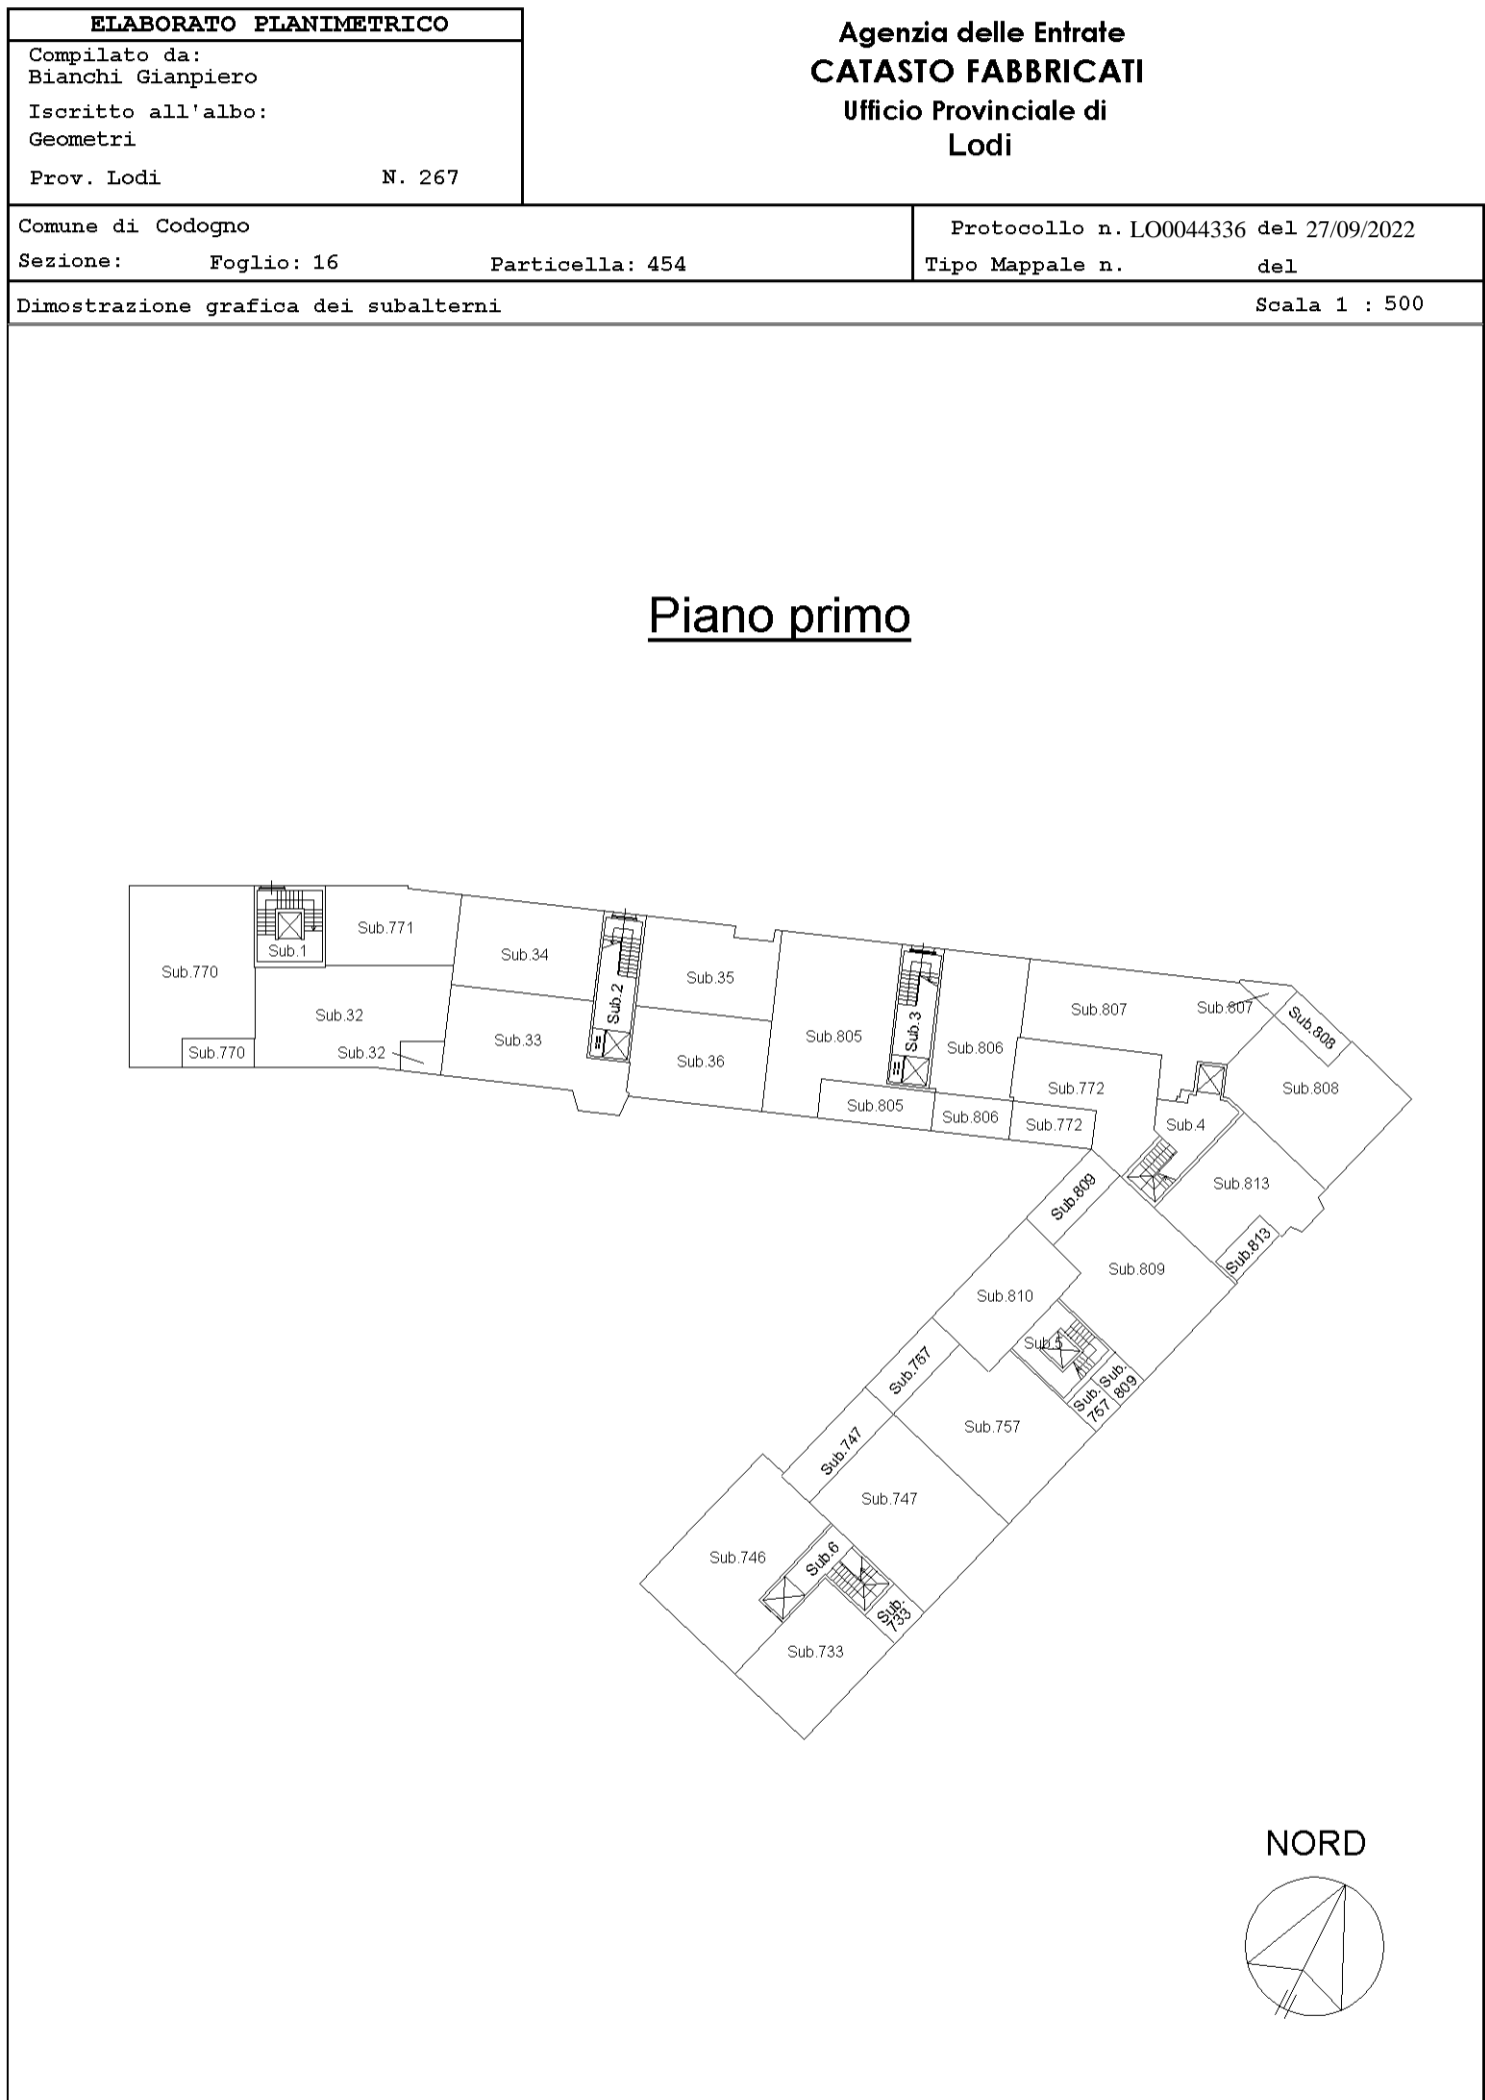 ELABORATO PLANIMETRICO
Compilato da:
Bianchi Gianpiero
Iscritto all'albo:
Geometri
Prov. Lodi N. 267
Agenzia delle Entrate
CATASTO FABBRICATI
Ufficio Provinciale di
Lodi
Comune di Codogno
Sezione: Foglio: 16 Particella: 454
Protocollo n. LO0044336 del 27/09/2022
Tipo Mappale n. del
Dimostrazione grafica dei subalterni Scala 1 : 500
Piano primo
Sub.770
Sub.1
Sub.771
Sub.32
Sub.770
Sub.32
Sub.34
Sub.33
Sub.2
Sub.35
Sub.36
Sub.805
Sub.3
Sub.806
Sub.805
Sub.806
Sub.772
Sub.807
Sub.807
Sub.808
Sub.772
Sub.808
Sub.4
Sub.813
Sub.813
Sub.809
Sub.809
Sub.810
Sub.5
Sub.
809
Sub.
757
Sub.757
Sub.757
Sub.747
Sub.747
Sub.746
Sub.6
Sub.
733
Sub.733
NORD